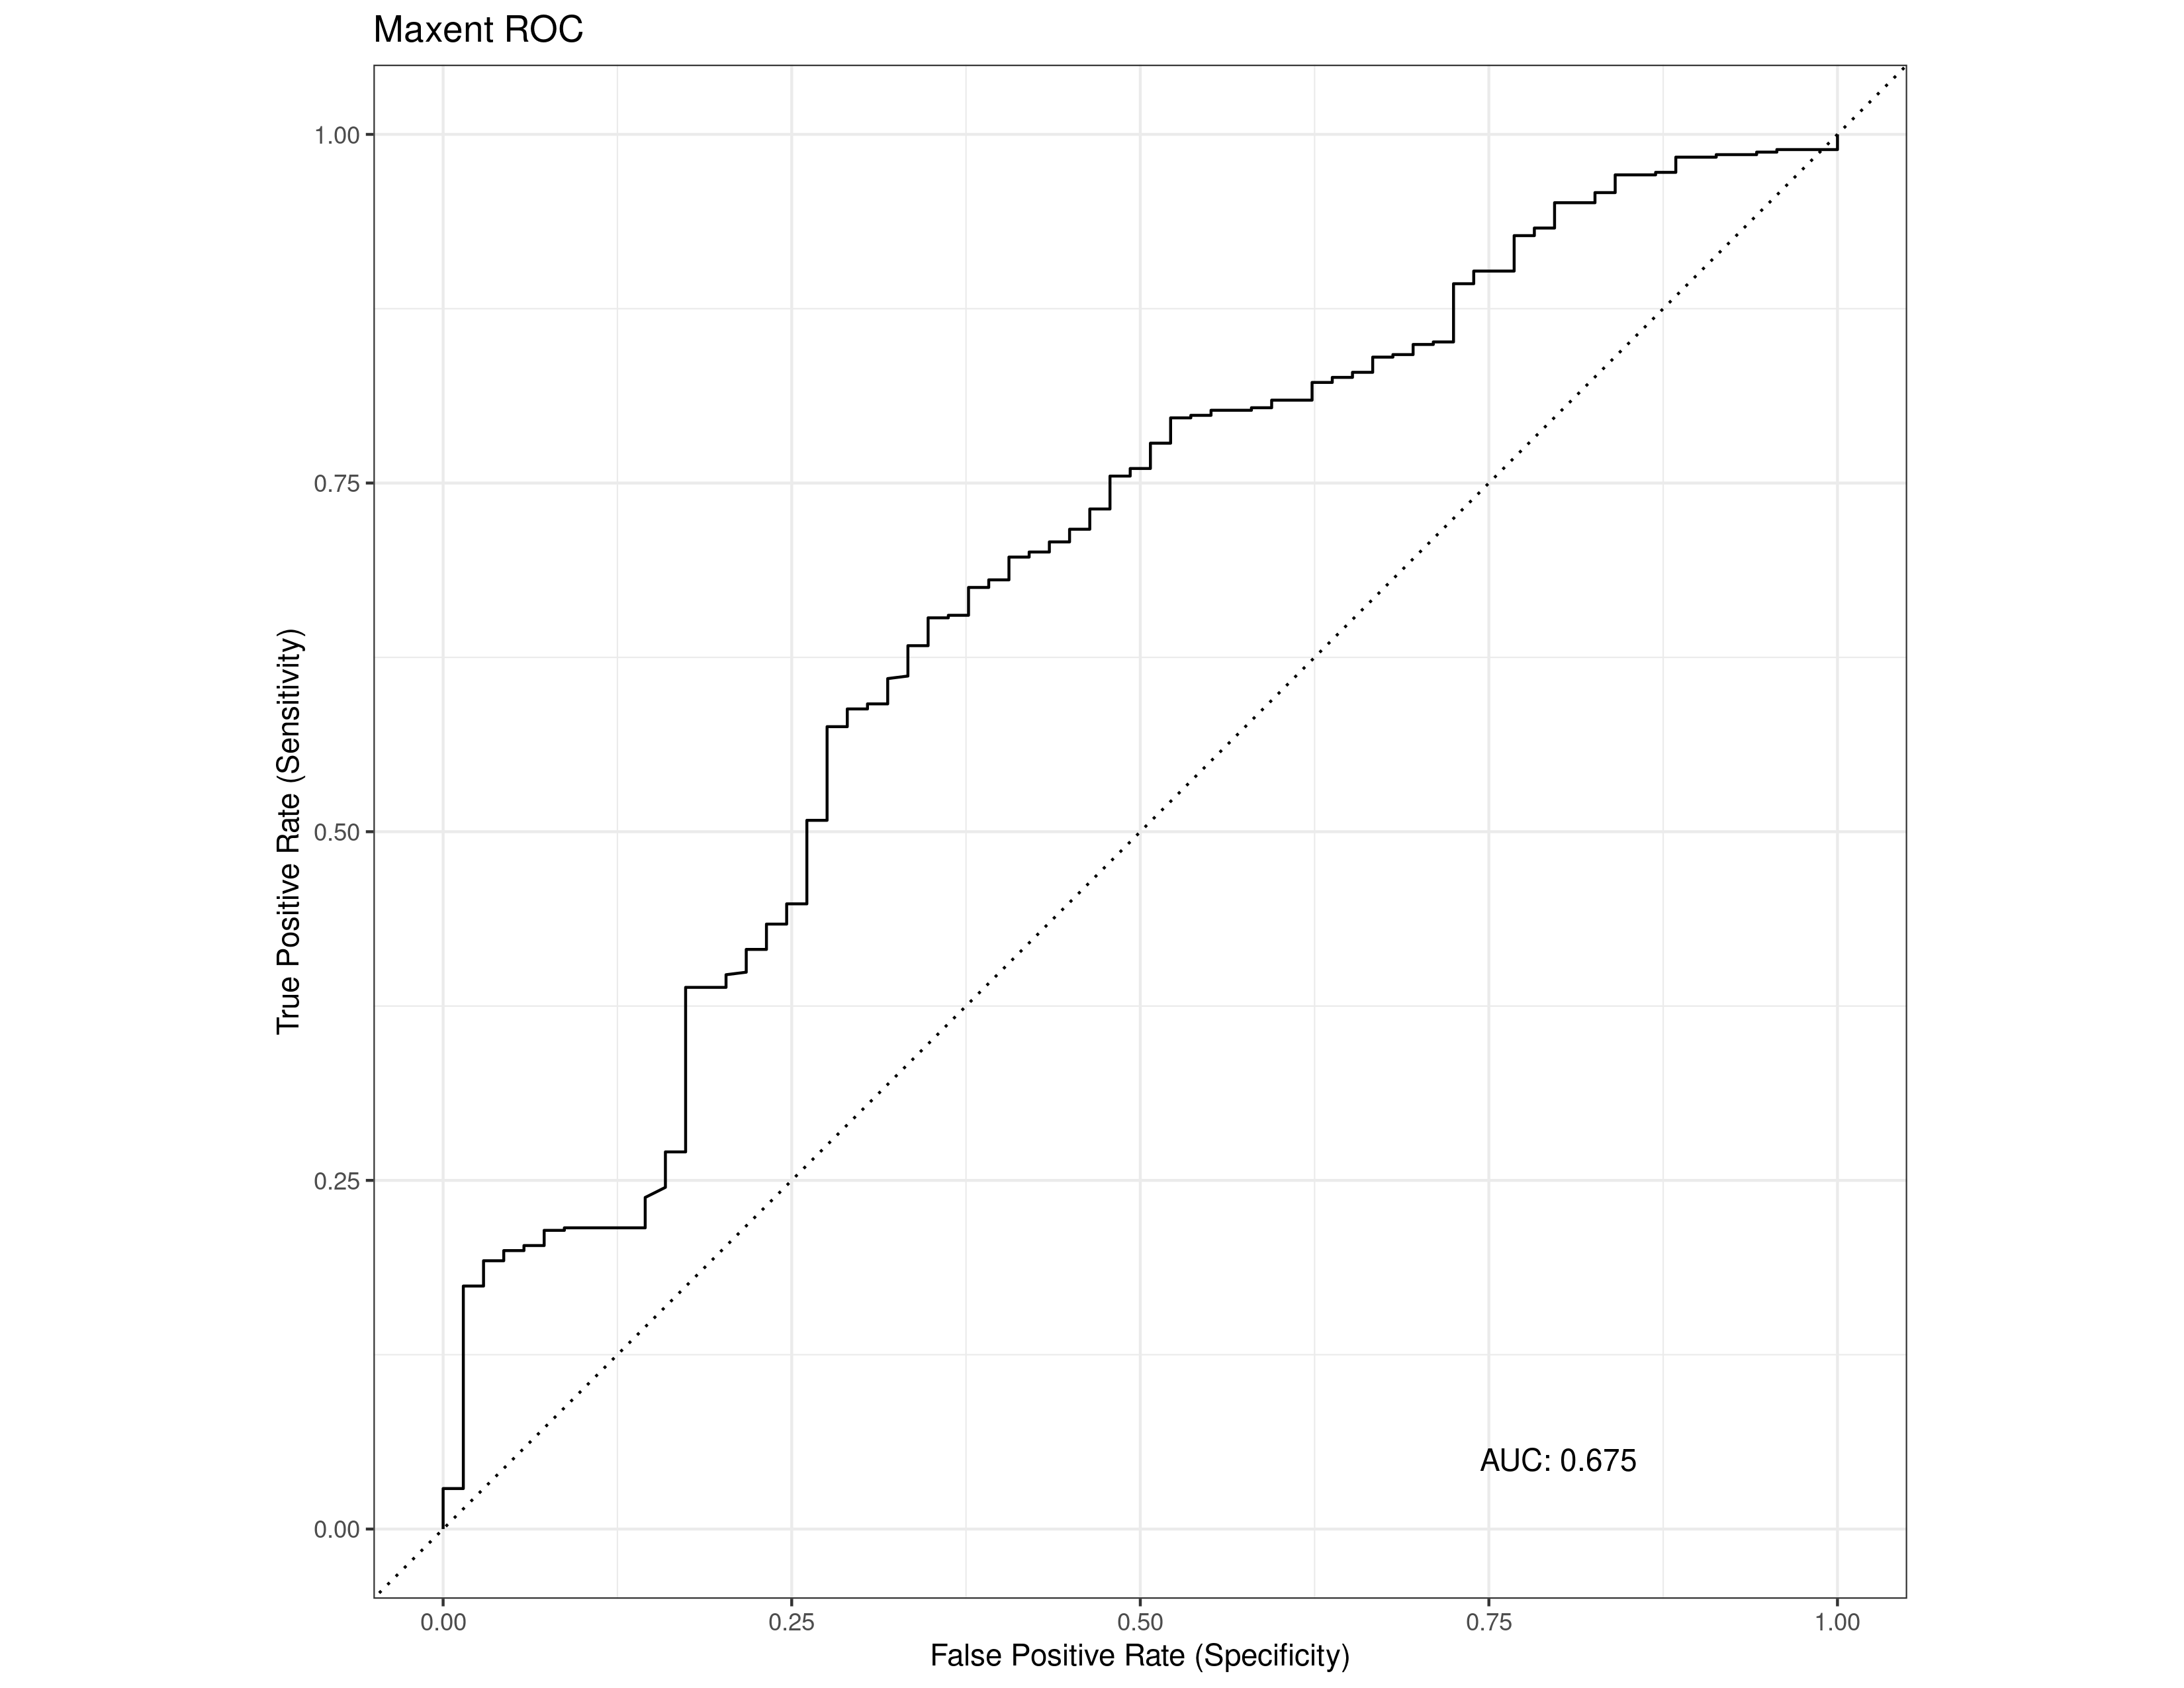 Maxent ROC
True Positive Rate (Sensitivity)
1.00
0.75
0.50
0.25
0.00
AUC: 0.675
0.00 0.25 0.50 0.75 1.00
False Positive Rate (Specificity)